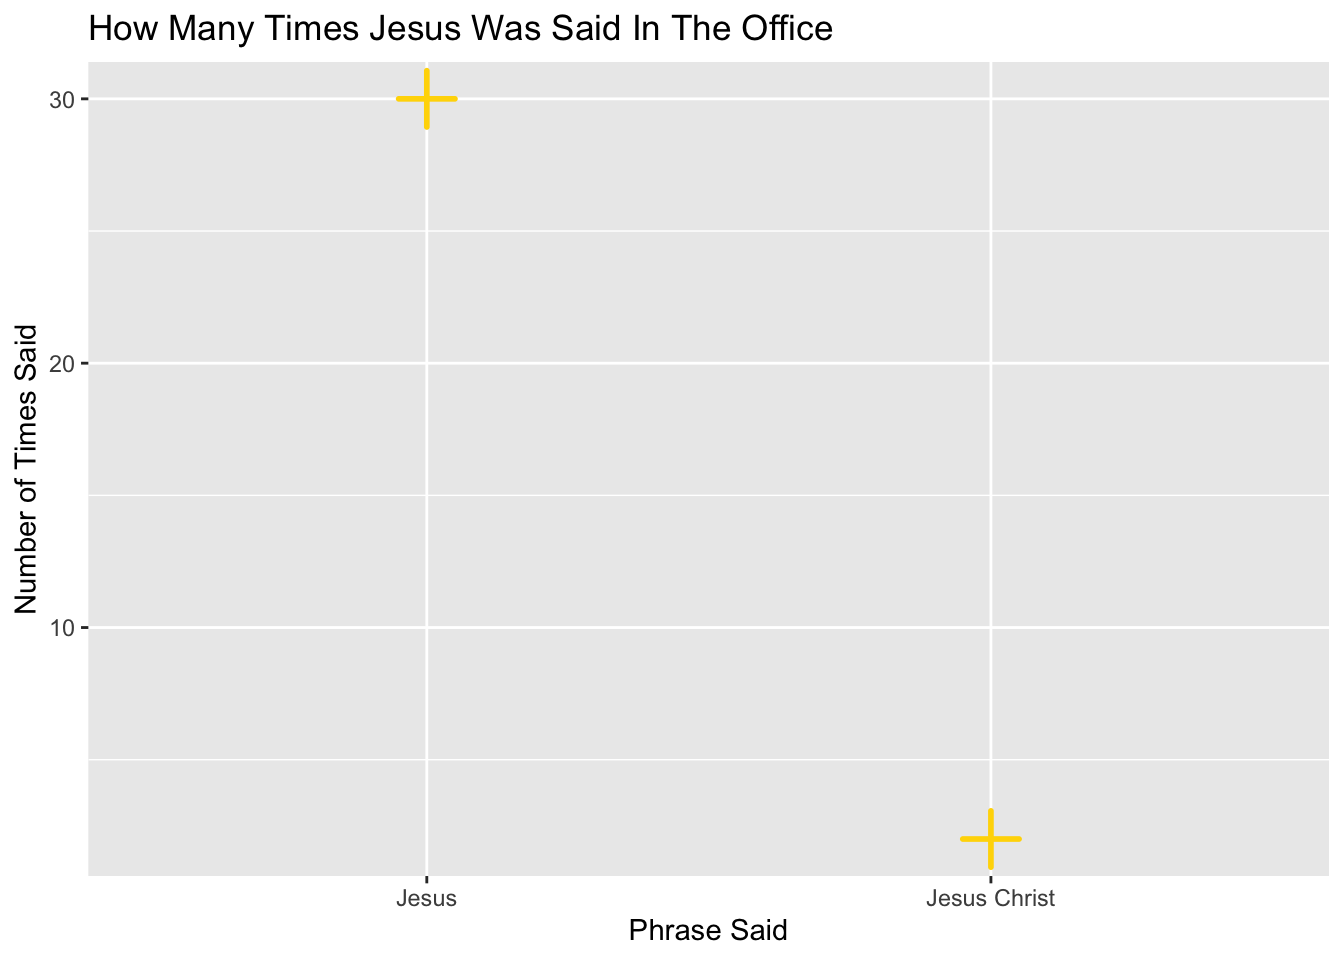 How Many Times Jesus Was Said In The Office
30
20
10
Number of Times Said
Jesus
Jesus Christ
Phrase Said